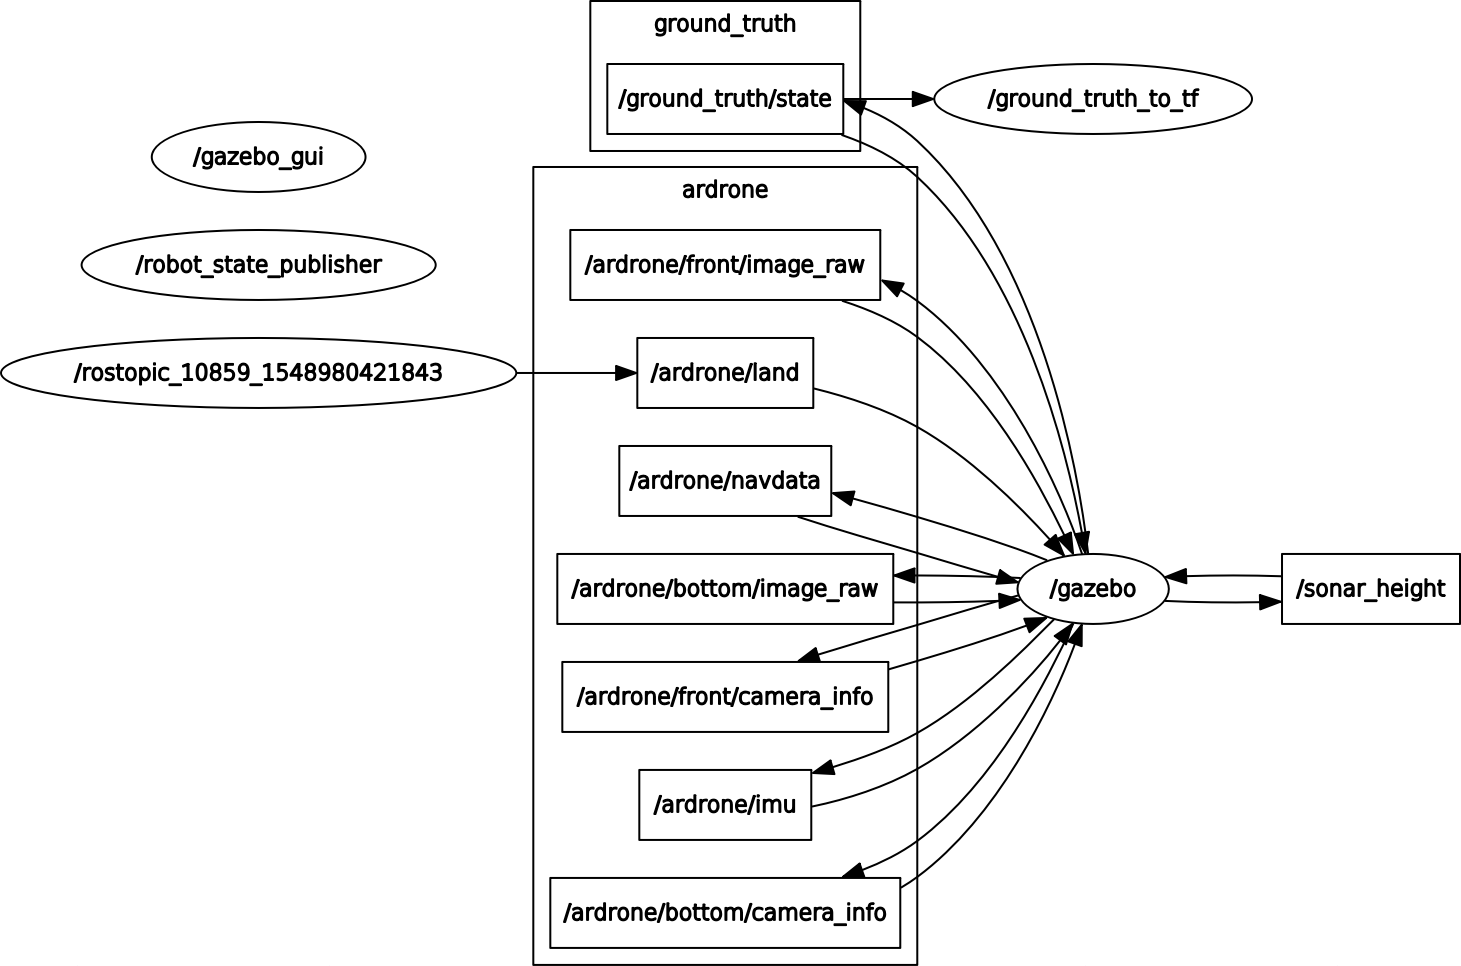 ground_truth
/ground_truth/state
/ground_truth_to_tf
/gazebo_gui
ardrone
/robot_state_publisher
/ardrone/front/image_raw
/rostopic_10859_1548980421843
/ardrone/land
/ardrone/navdata
/ardrone/bottom/image_raw
/gazebo
/sonar_height
/ardrone/front/camera_info
/ardrone/imu
/ardrone/bottom/camera_info